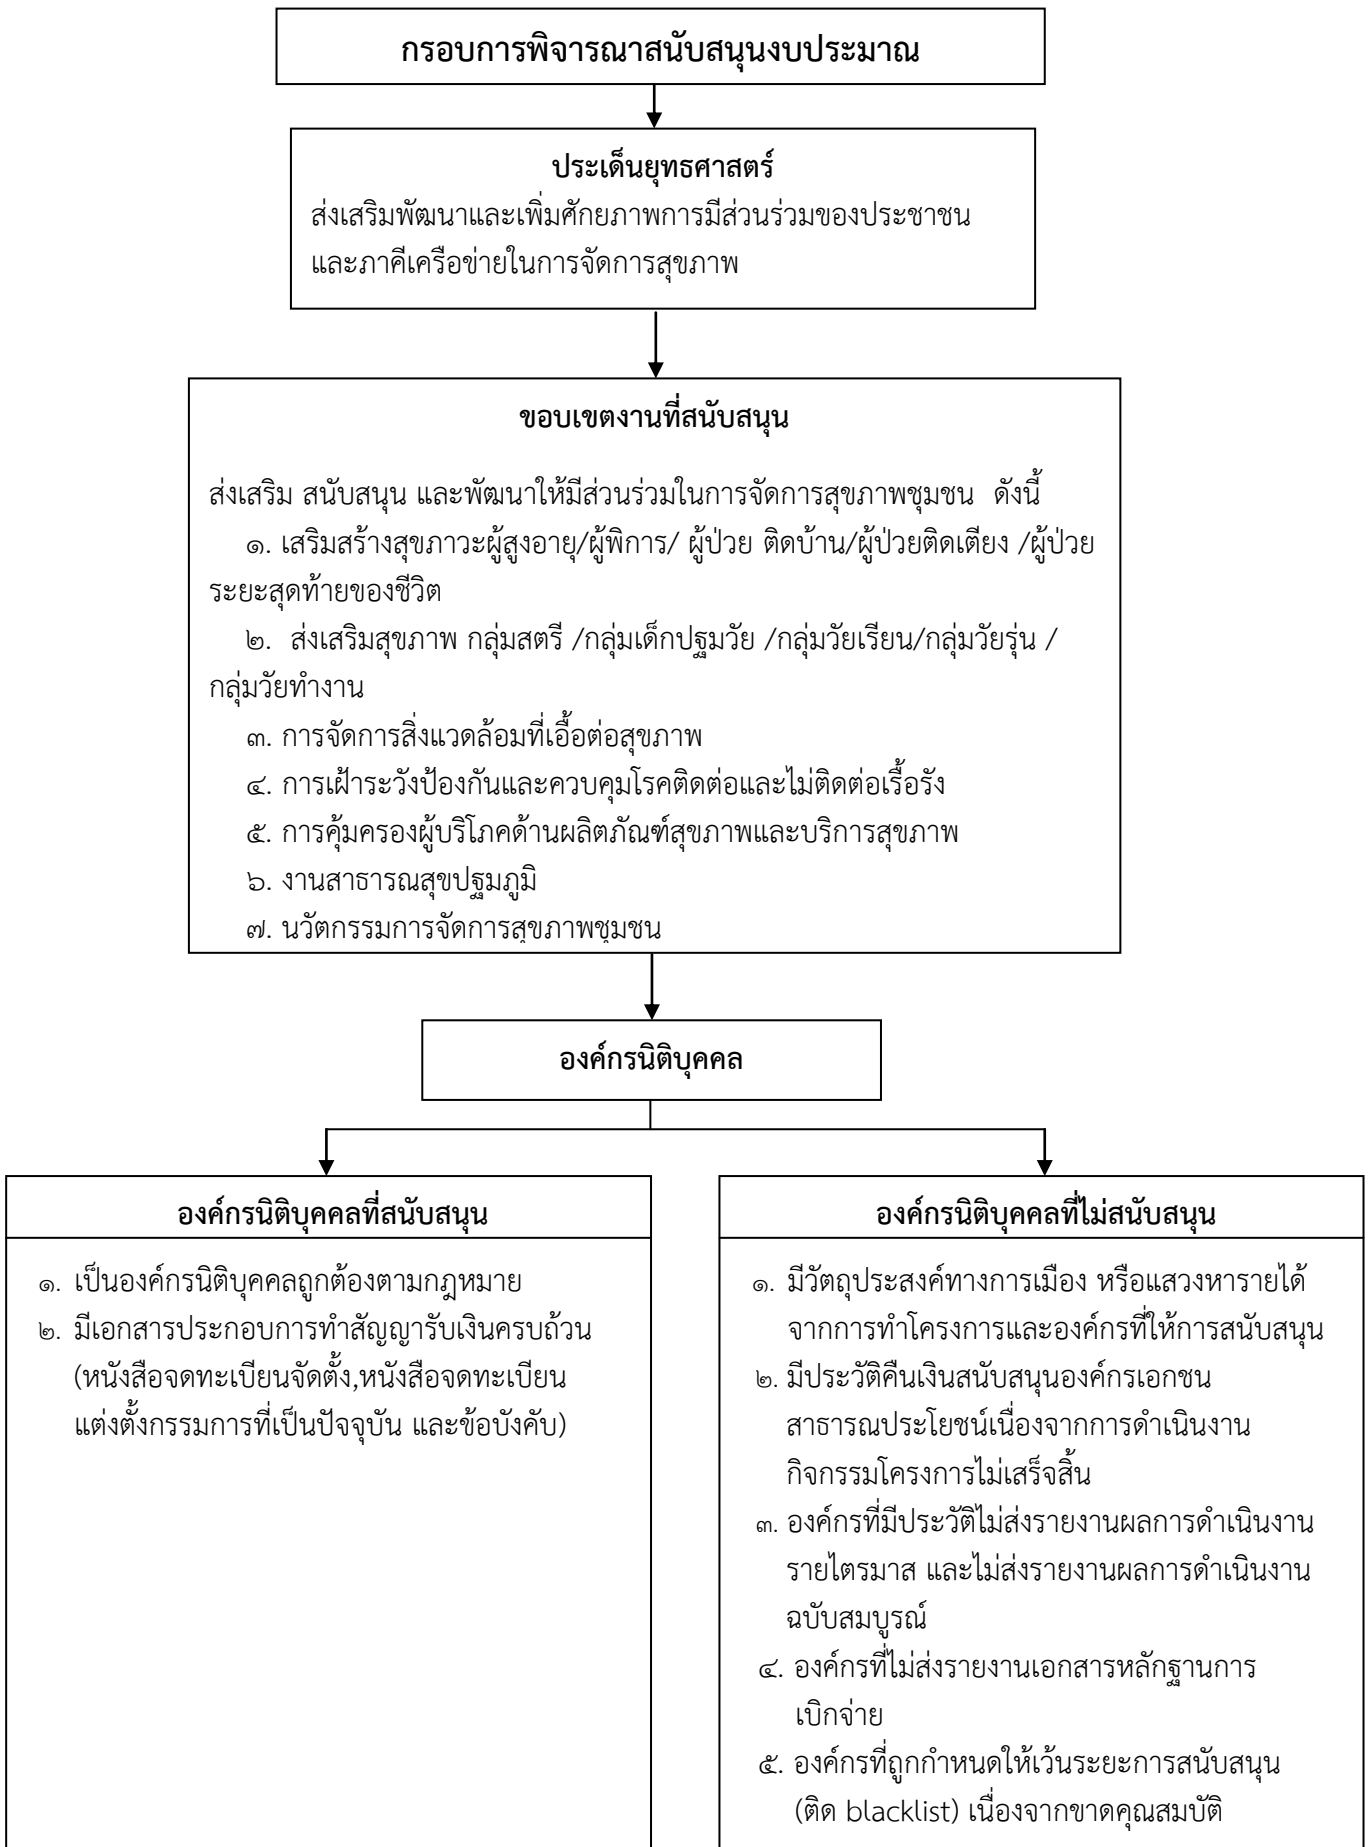 กรอบการพิจารณาสนับสนุนงบประมาณ
ประเด็นยุทธศาสตร์
ส่งเสริมพัฒนาและเพิ่มศักยภาพการมีส่วนร่วมของประชาชน
และภาคีเครือข่ายในการจัดการสุขภาพ
ขอบเขตงานที่สนับสนุน
ส่งเสริม สนับสนุน และพัฒนาให้มีส่วนร่วมในการจัดการสุขภาพชุมชน ดังนี้
๑. เสริมสร้างสุขภาวะผู้สูงอายุ/ผู้พิการ/ ผู้ป่วย ติดบ้าน/ผู้ป่วยติดเตียง /ผู้ป่วย
ระยะสุดท้ายของชีวิต
๒. ส่งเสริมสุขภาพ กลุ่มสตรี /กลุ่มเด็กปฐมวัย /กลุ่มวัยเรียน/กลุ่มวัยรุ่น /
กลุ่มวัยทำงาน
๓. การจัดการสิ่งแวดล้อมที่เอื้อต่อสุขภาพ
๔. การเฝ้าระวังป้องกันและควบคุมโรคติดต่อและไม่ติดต่อเรื้อรัง
๕. การคุ้มครองผู้บริโภคด้านผลิตภัณฑ์สุขภาพและบริการสุขภาพ
๖. งานสาธารณสุขปฐมภูมิ
๗. นวัตกรรมการจัดการสุขภาพชุมชน
องค์กรนิติบุคคล
องค์กรนิติบุคคลที่สนับสนุน
๑. เป็นองค์กรนิติบุคคลถูกต้องตามกฎหมาย
๒. มีเอกสารประกอบการทำสัญญารับเงินครบถ้วน
(หนังสือจดทะเบียนจัดตั้ง,หนังสือจดทะเบียน
แต่งตั้งกรรมการที่เป็นปัจจุบัน และข้อบังคับ)
องค์กรนิติบุคคลที่ไม่สนับสนุน
๑. มีวัตถุประสงค์ทางการเมือง หรือแสวงหารายได้
จากการทำโครงการและองค์กรที่ให้การสนับสนุน
๒. มีประวัติคืนเงินสนับสนุนองค์กรเอกชน
สาธารณประโยชน์เนื่องจากการดำเนินงาน
กิจกรรมโครงการไม่เสร็จสิ้น
๓. องค์กรที่มีประวัติไม่ส่งรายงานผลการดำเนินงาน
รายไตรมาส และไม่ส่งรายงานผลการดำเนินงาน
ฉบับสมบูรณ์
๔. องค์กรที่ไม่ส่งรายงานเอกสารหลักฐานการ
เบิกจ่าย
๕. องค์กรที่ถูกกำหนดให้เว้นระยะการสนับสนุน
(ติด blacklist) เนื่องจากขาดคุณสมบัติ